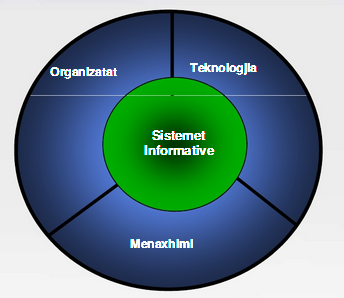 Organizatat
Teknologjia
Sistemet
Informative
Menaxhimi